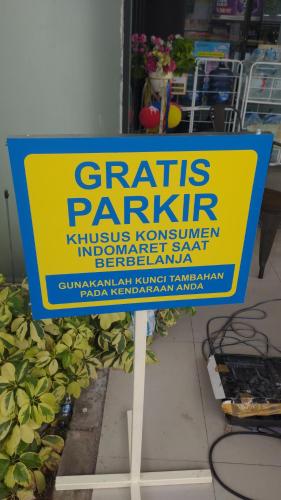 GRATIS
PARKIR
KHUSUS KONSUMEN
INDOMARET SAAT
BERBELANJA
GUNAKANLAH KUNCI TAMBAHAN
PADA KENDARAAN ANDA